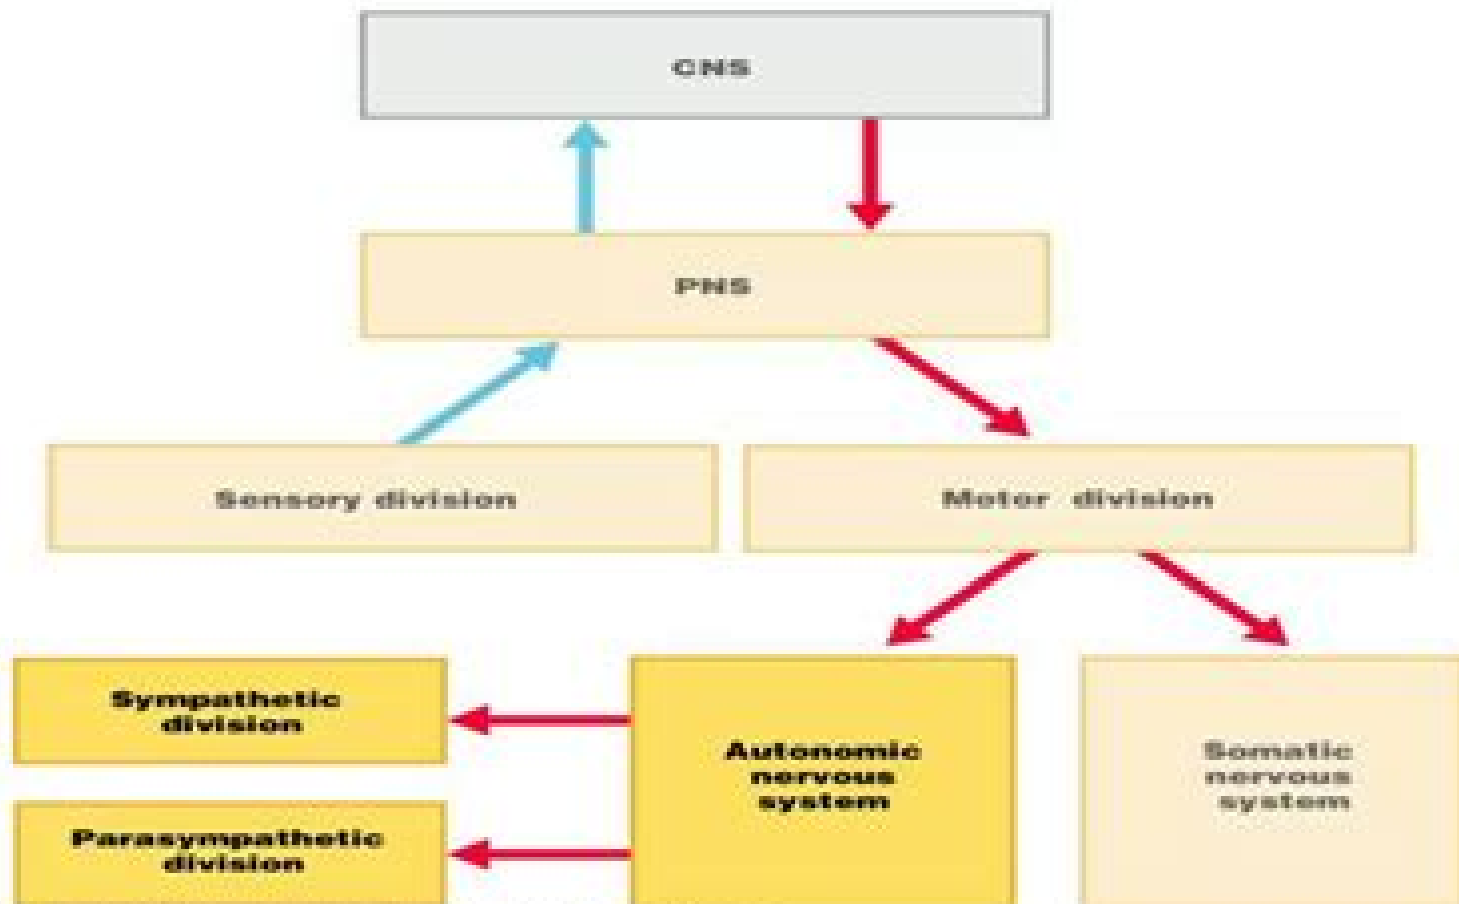 CNS
PNS
Sensory division
Motor division
Sympathetic
division
Parasympathetic
division
Autonomic
nervous
system
Somatic
nervous
system